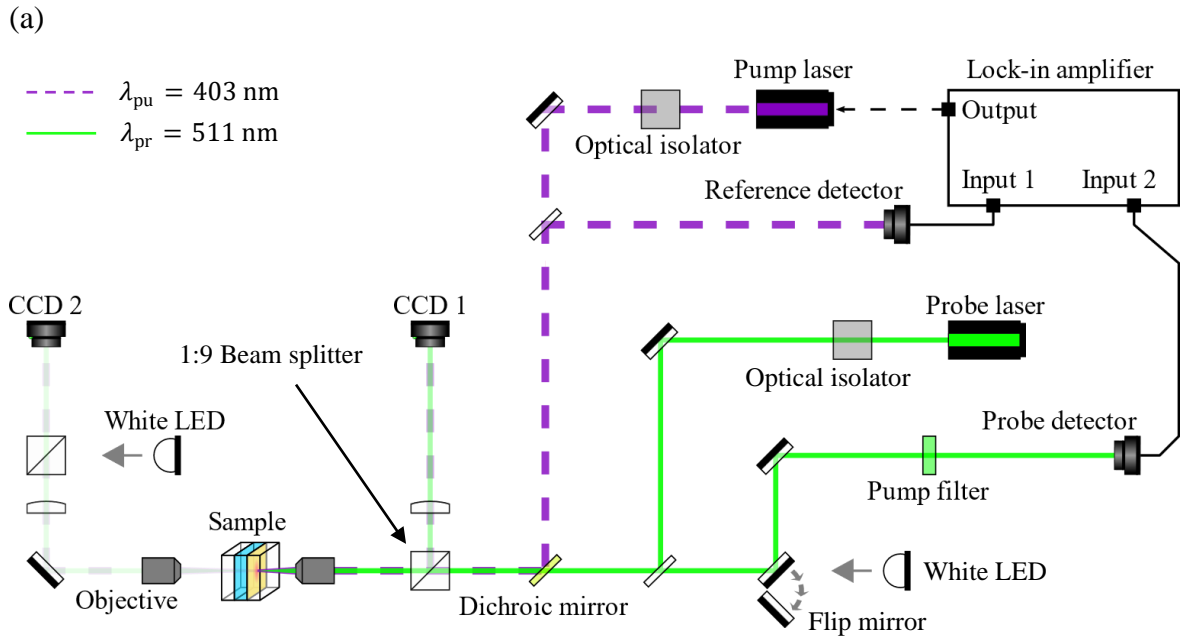 (a)
λpu = 403 nm
λpr = 511 nm
Pump laser
Lock-in amplifier
Output
Optical isolator
Input 1
Input 2
Reference detector
CCD 2
CCD 1
Probe laser
1:9 Beam splitter
Optical isolator
White LED
Probe detector
Pump filter
Sample
Objective
Dichroic mirror
White LED
Flip mirror